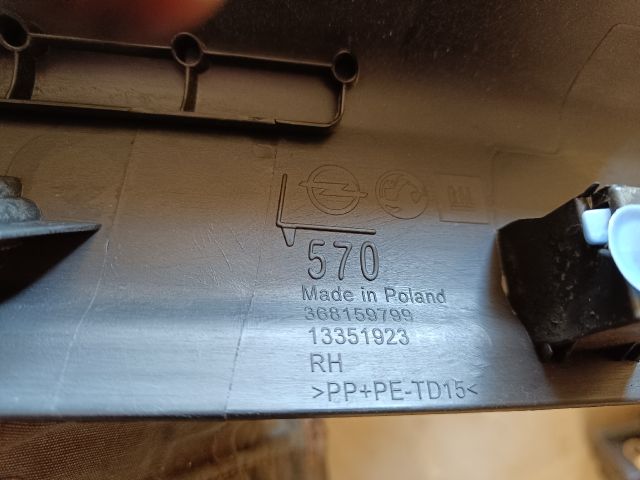 570
Made in Poland
368159799
13351923
RH
>PP+PE-TD15<